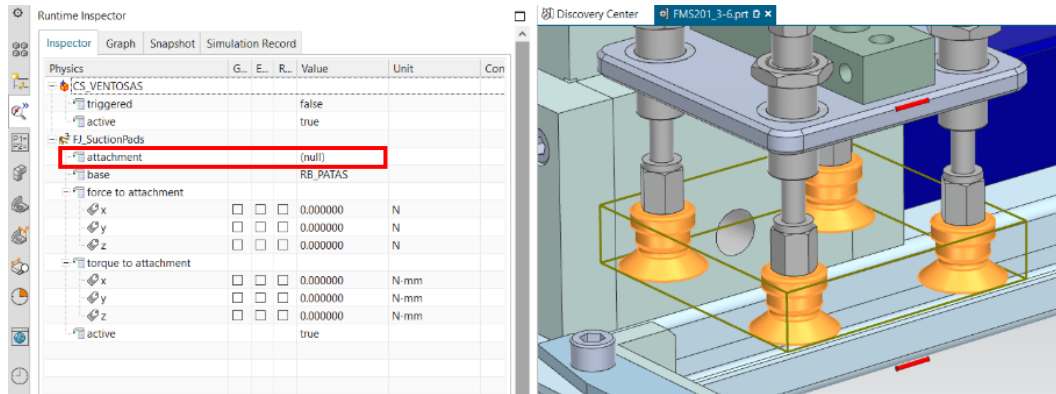 Runtime Inspector
Inspector Graph Snapshot Simulation Record
Physics G... E... R... Value Unit Con
CS_VENTOSAS
triggered false
active true
FJ_SuctionPads
attachment (null)
base RB_PATAS
force to attachment
x 0.000000 N
y 0.000000 N
z 0.000000 N
torque to attachment
x 0.000000 N·mm
y 0.000000 N·mm
z 0.000000 N·mm
active true
Discovery Center FMS201_3-6.prt